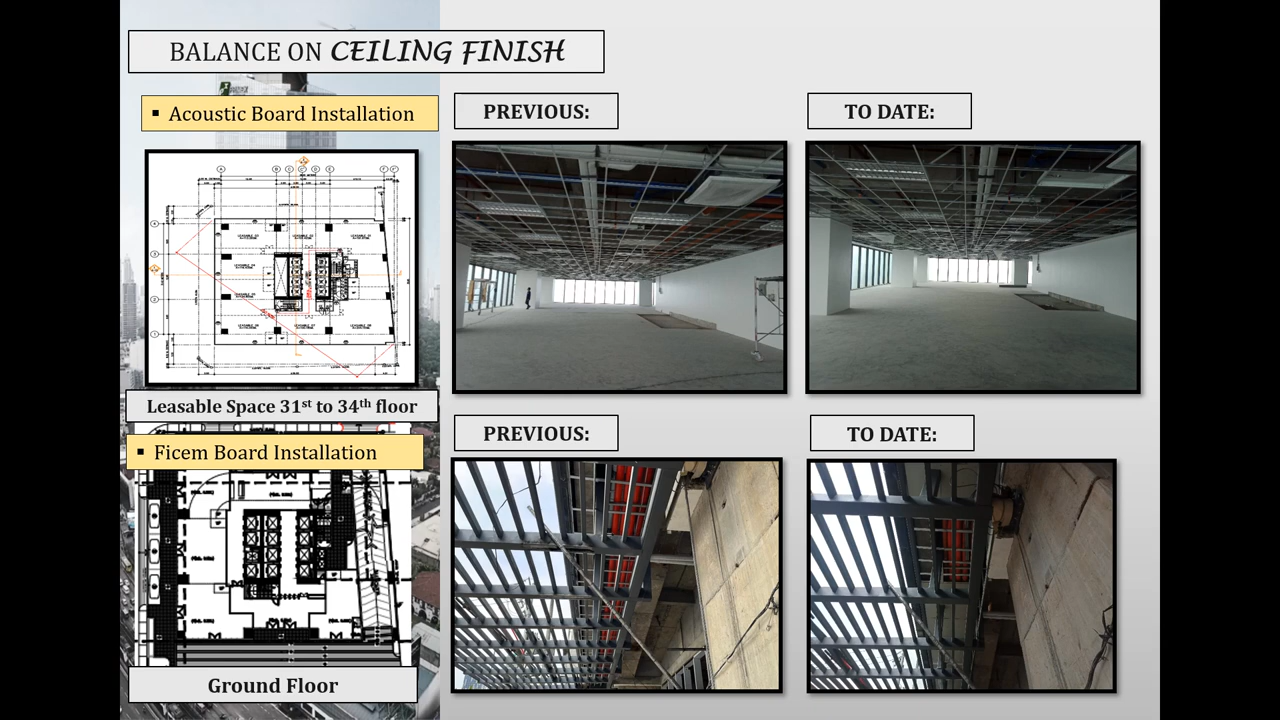 BALANCE ON CEILING FINISH
▪ Acoustic Board Installation
PREVIOUS:
TO DATE:
Leasable Space 31st to 34th floor
▪ Ficem Board Installation
PREVIOUS:
TO DATE:
Ground Floor